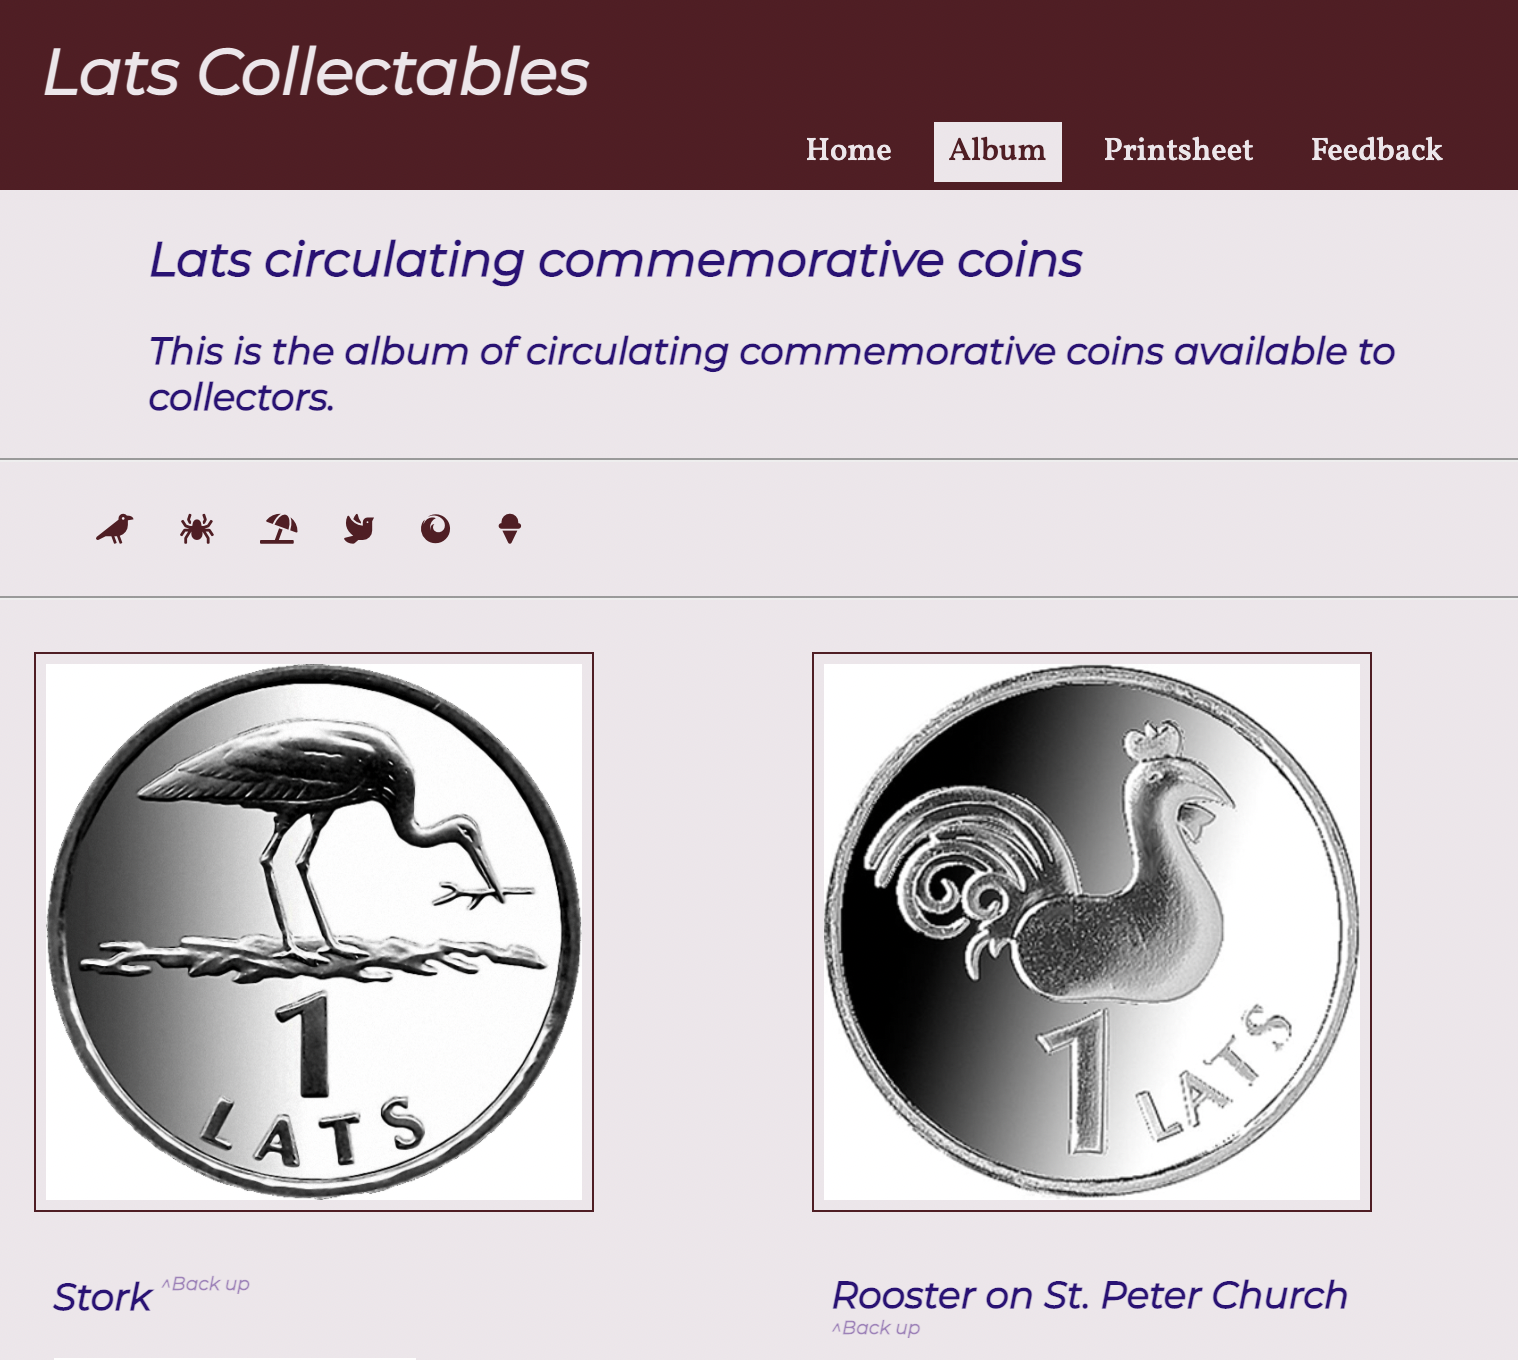 Lats Collectables
Home Album Printsheet Feedback
Lats circulating commemorative coins
This is the album of circulating commemorative coins available to
collectors.
1
LATS
1
LATS
Stork ^Back up
Rooster on St. Peter Church
^Back up